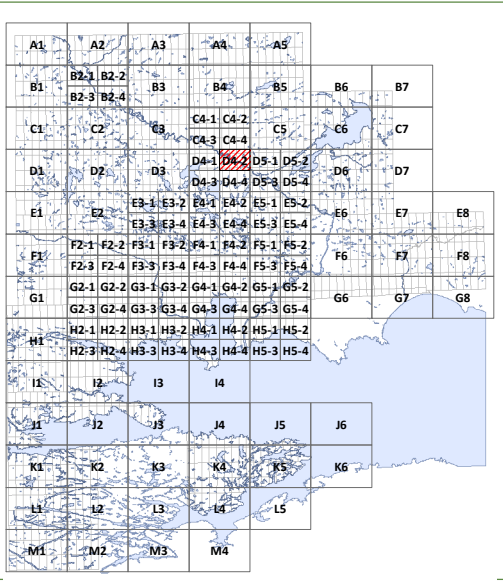 A1 A2 A3 A4 A5
B2-1 B2-2
B1 B3 B4 B5 B6 B7
B2-3 B2-4
C4-1 C4-2
C1 C2 C3 C5 C6 C7
C4-3 C4-4
D4-1 D4-2 D5-1 D5-2
D1 D2 D3 D6 D7
D4-3 D4-4 D5-3 D5-4
E3-1 E3-2 E4-1 E4-2 E5-1 E5-2
E1 E2 E6 E7 E8
E3-3 E3-4 E4-3 E4-4 E5-3 E5-4
F2-1 F2-2 F3-1 F3-2 F4-1 F4-2 F5-1 F5-2
F1 F6 F7 F8
F2-3 F2-4 F3-3 F3-4 F4-3 F4-4 F5-3 F5-4
G2-1 G2-2 G3-1 G3-2 G4-1 G4-2 G5-1 G5-2
G1 G6 G7 G8
G2-3 G2-4 G3-3 G3-4 G4-3 G4-4 G5-3 G5-4
H2-1 H2-2 H3-1 H3-2 H4-1 H4-2 H5-1 H5-2
H1
H2-3 H2-4 H3-3 H3-4 H4-3 H4-4 H5-3 H5-4
I1 I2 I3 I4
J1 J2 J3 J4 J5 J6
K1 K2 K3 K4 K5 K6
L1 L2 L3 L4 L5
M1 M2 M3 M4